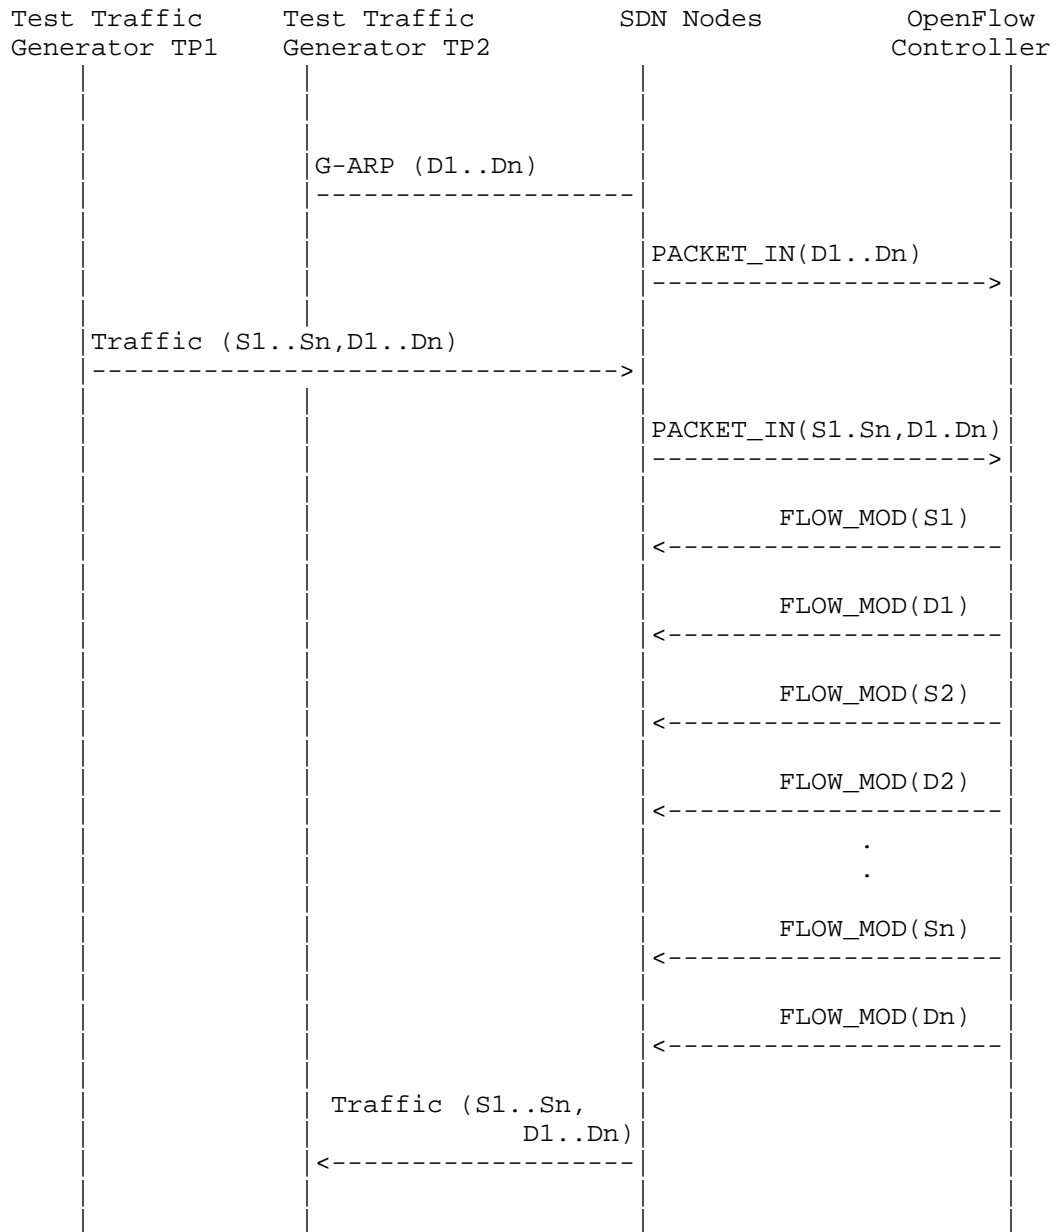 Test Traffic Test Traffic SDN Nodes OpenFlow
Generator TP1 Generator TP2 Controller
G-ARP (D1..Dn)
PACKET_IN(D1..Dn)
Traffic (S1..Sn,D1..Dn)
PACKET_IN(S1.Sn,D1.Dn)
FLOW_MOD(S1)
FLOW_MOD(D1)
FLOW_MOD(S2)
FLOW_MOD(D2)
.
.
FLOW_MOD(Sn)
FLOW_MOD(Dn)
Traffic (S1..Sn,
D1..Dn)